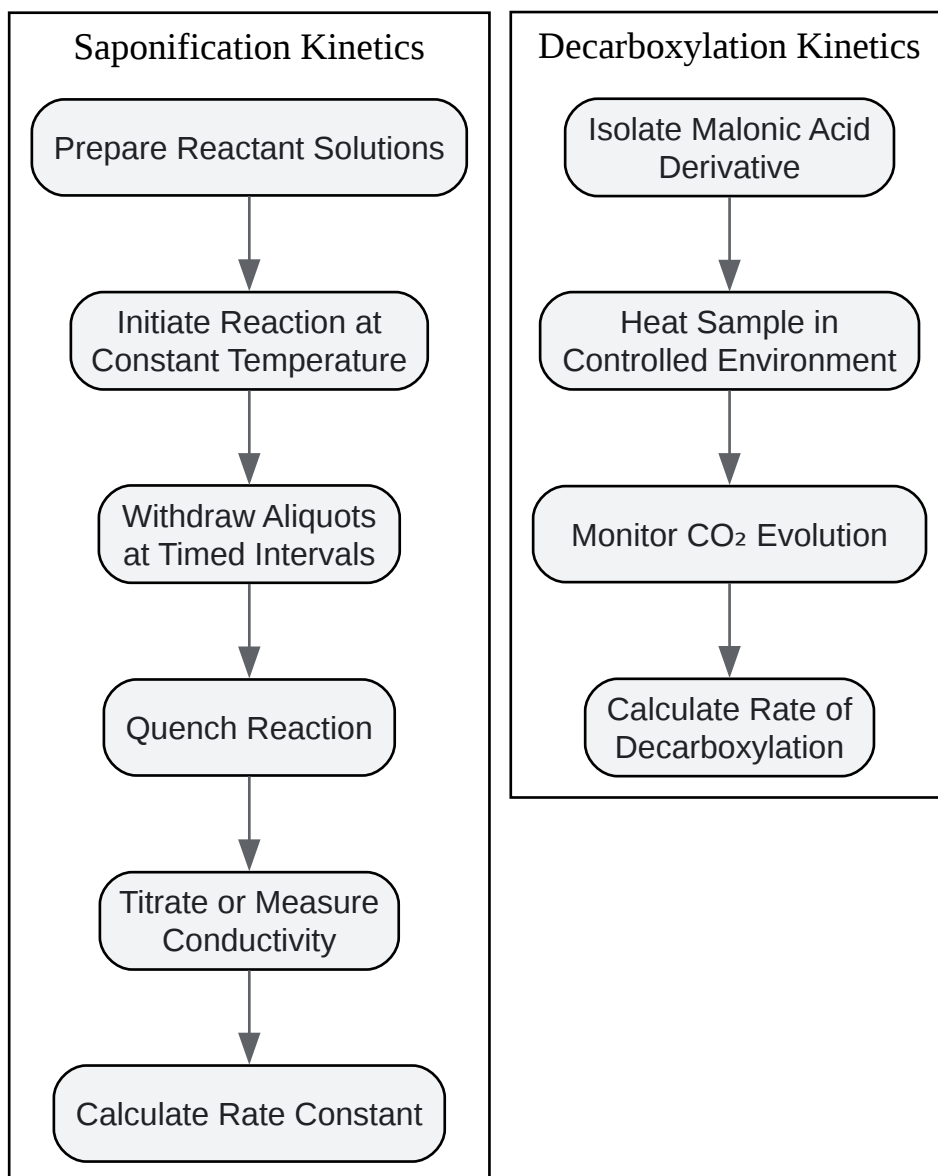 Saponification Kinetics
Prepare Reactant Solutions
Initiate Reaction at
Constant Temperature
Withdraw Aliquots
at Timed Intervals
Quench Reaction
Titrate or Measure
Conductivity
Calculate Rate Constant
Decarboxylation Kinetics
Isolate Malonic Acid
Derivative
Heat Sample in
Controlled Environment
Monitor CO₂ Evolution
Calculate Rate of
Decarboxylation